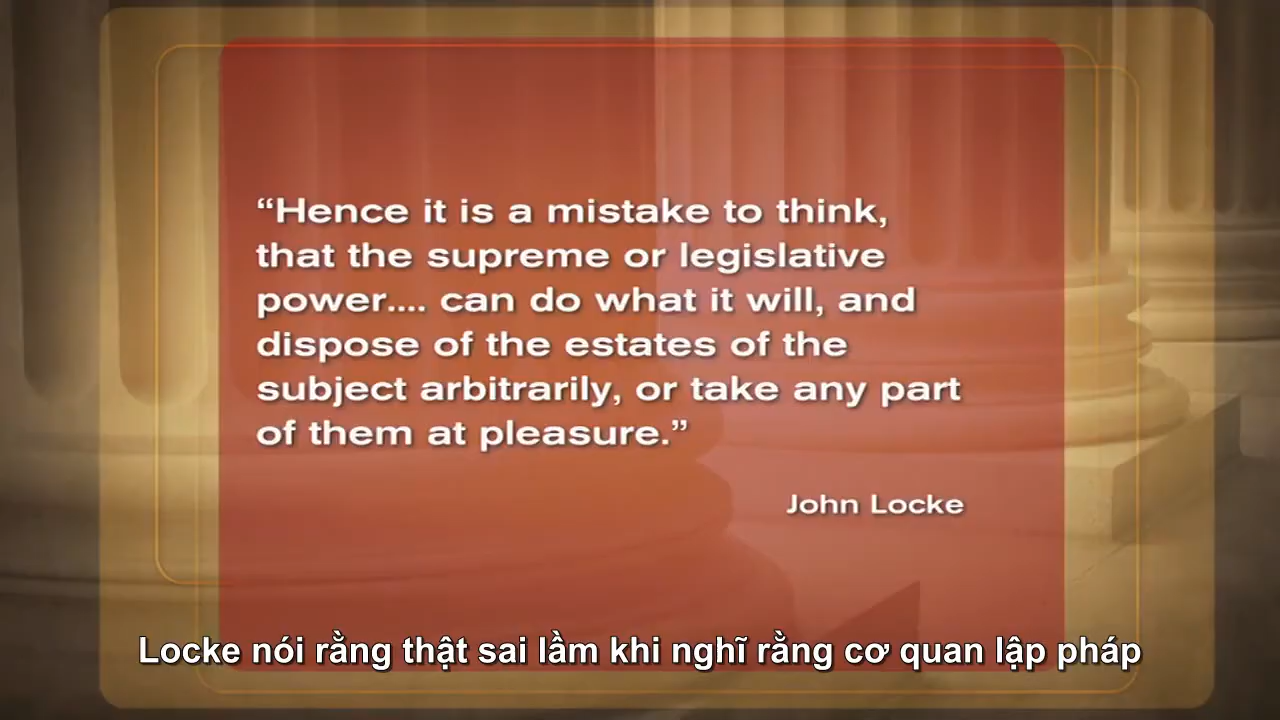 “Hence it is a mistake to think,
that the supreme or legislative
power.... can do what it will, and
dispose of the estates of the
subject arbitrarily, or take any part
of them at pleasure.”
John Locke
Locke nói rằng thật sai lầm khi nghĩ rằng cơ quan lập pháp